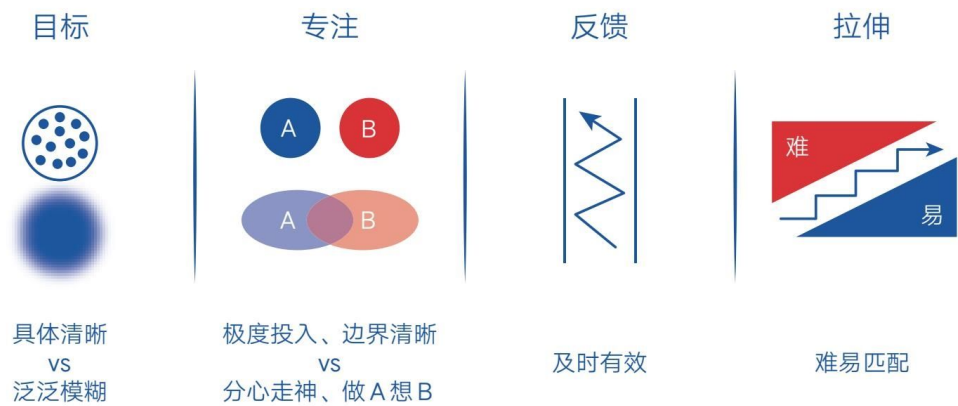 目标
专注
反馈
拉伸
A
B
A
B
难
易
具体清晰
vs
泛泛模糊
极度投入、边界清晰
vs
分心走神、做A想B
及时有效
难易匹配